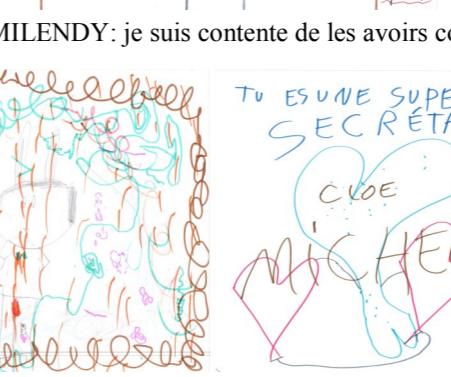 MILENDY: je suis contente de les avoirs co
TU ES UNE SUPE
SECRÉTA
CLOE
MICHE